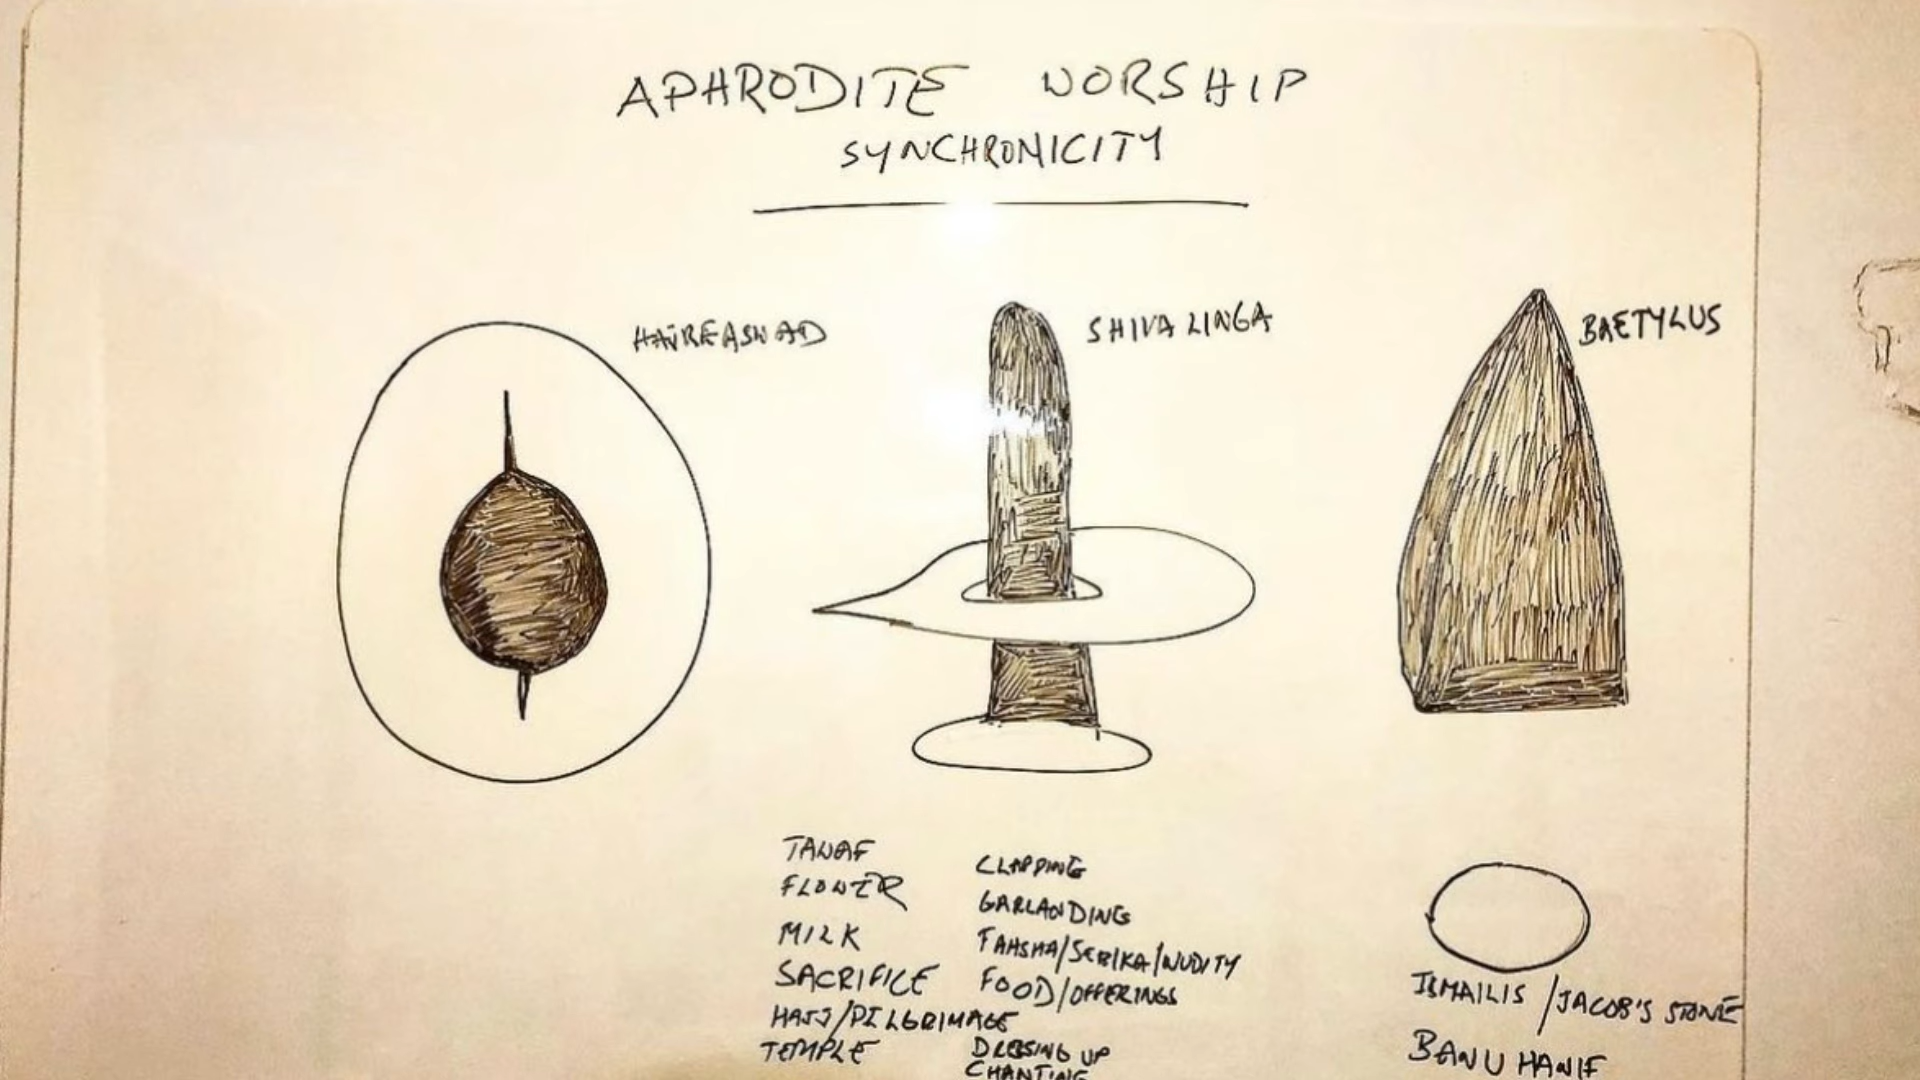 APHRODITE WORSHIP
SYNCHRONICITY
HAJREASWAD
SHIVA LINGA
BAETYLUS
TAWAF
FLOWER
MILK
SACRIFICE
HAJJ/PILGRIMAGE
TEMPLE
CLAPPING
GARLANDING
FAHSHA/SERIKA/NUDITY
FOOD/OFFERINGS
DRESSING UP
CHANTING
ISMAILIS /JACOB'S STONE
BANU HANIF